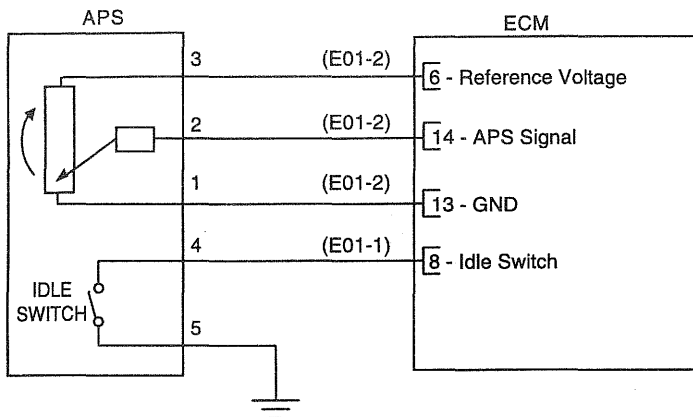 APS
ECM
3
(E01-2)
6 - Reference Voltage
2
(E01-2)
14 - APS Signal
1
(E01-2)
13 - GND
4
(E01-1)
8 - Idle Switch
IDLE
SWITCH
5